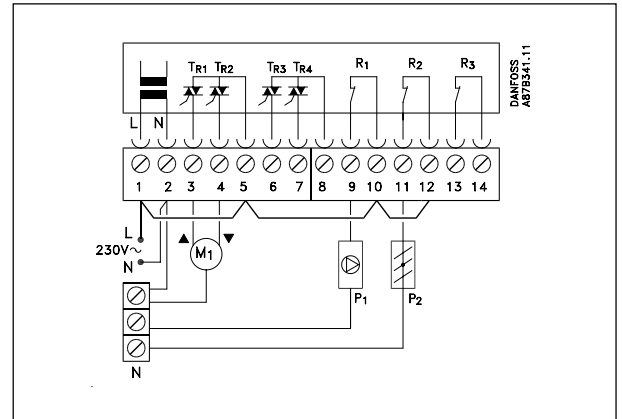 TR1 TR2 TR3 TR4 R1 R2 R3
DANFOSS
A87B341.11
L N
1 2 3 4 5 6 7 8 9 10 11 12 13 14
L
230V~
N
▲ M1 ▼
P1 P2
N